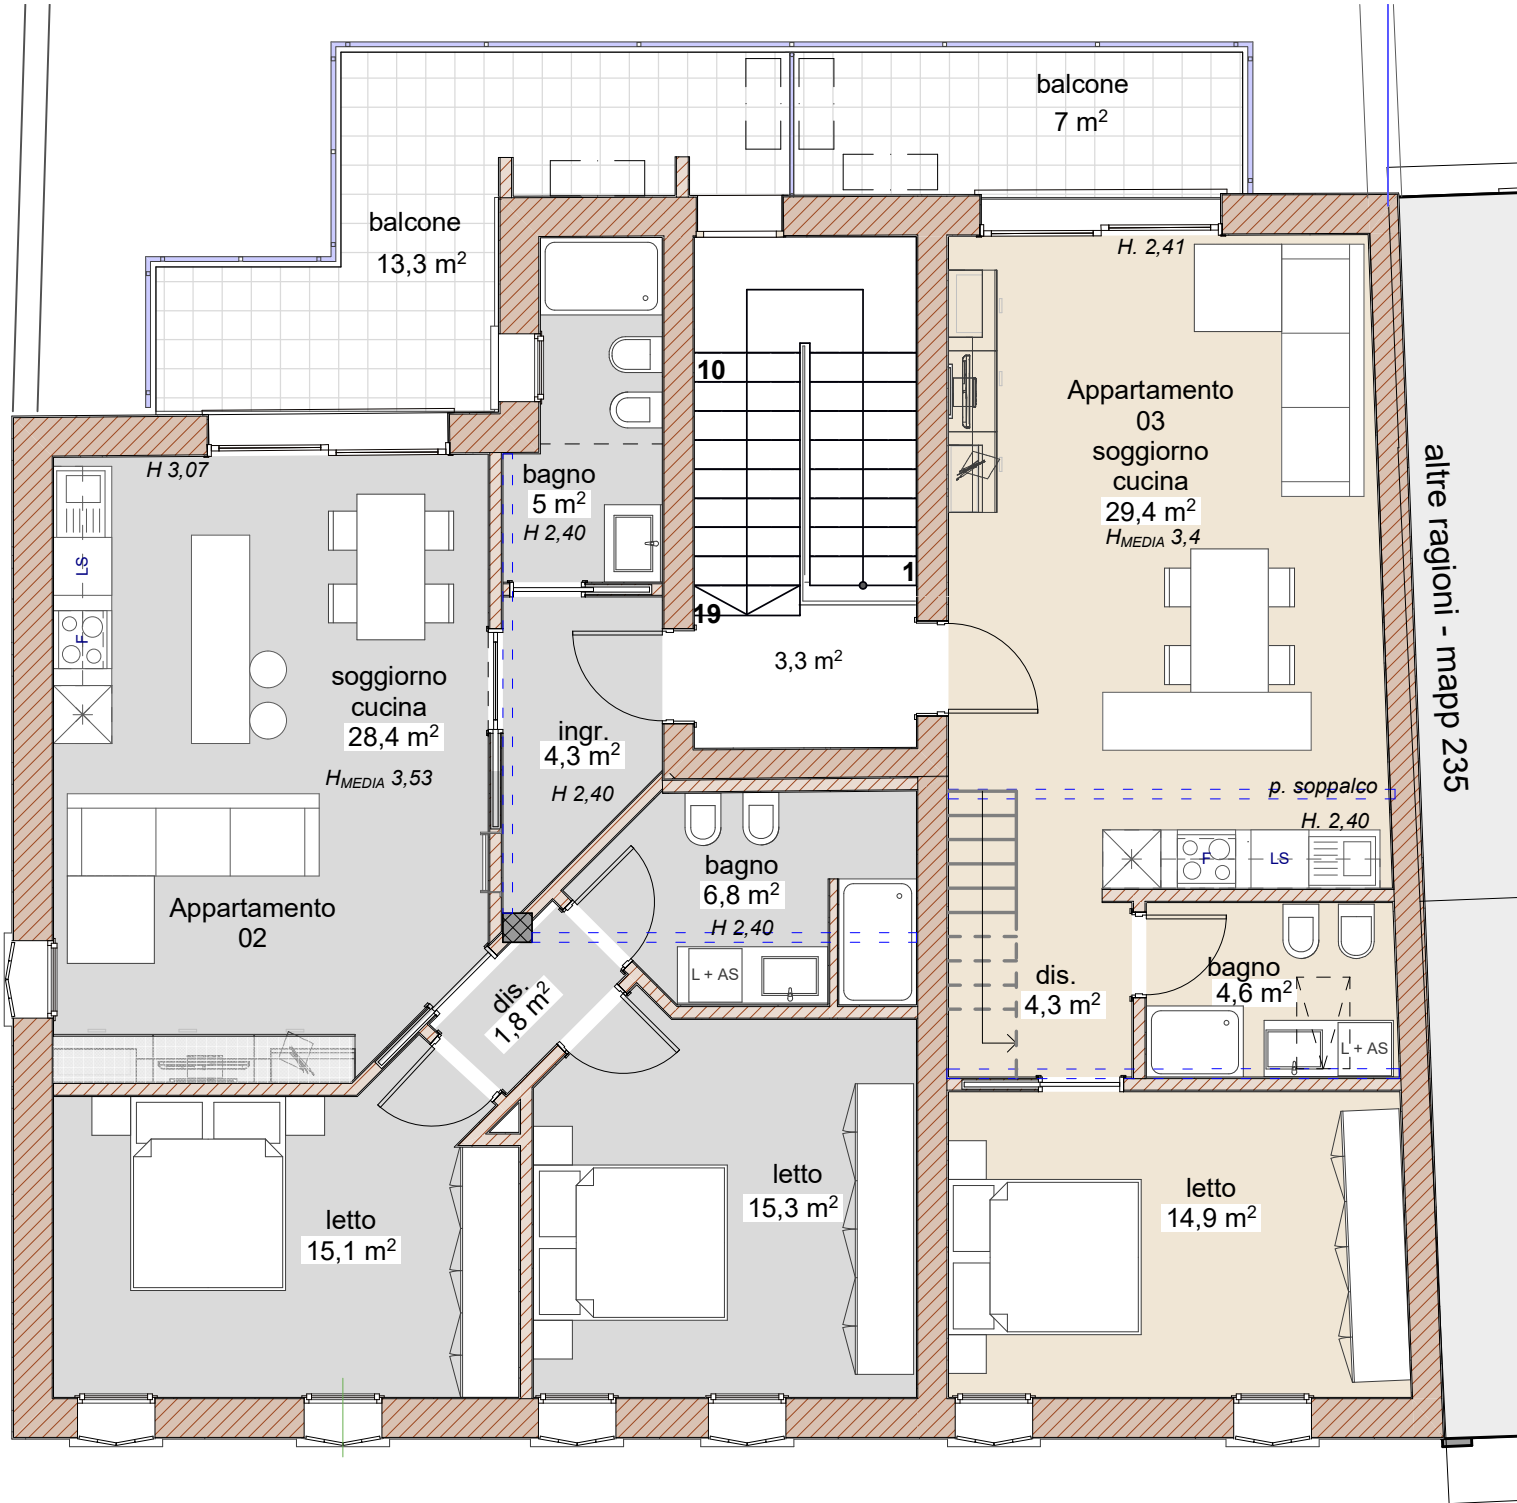 balcone
7 m²
balcone
13,3 m²
H. 2,41
H 3,07
10
Appartamento
03
soggiorno
cucina
29,4 m²
HMEDIA 3,4
bagno
5 m²
H 2,40
LS
F
1
19
3,3 m²
altre ragioni - mapp 235
soggiorno
cucina
28,4 m²
HMEDIA 3,53
ingr.
4,3 m²
H 2,40
p. soppalco
H. 2,40
F
LS
bagno
6,8 m²
H 2,40
L + AS
Appartamento
02
dis.
1,8 m²
dis.
4,3 m²
bagno
4,6 m²
L + AS
letto
15,1 m²
letto
15,3 m²
letto
14,9 m²